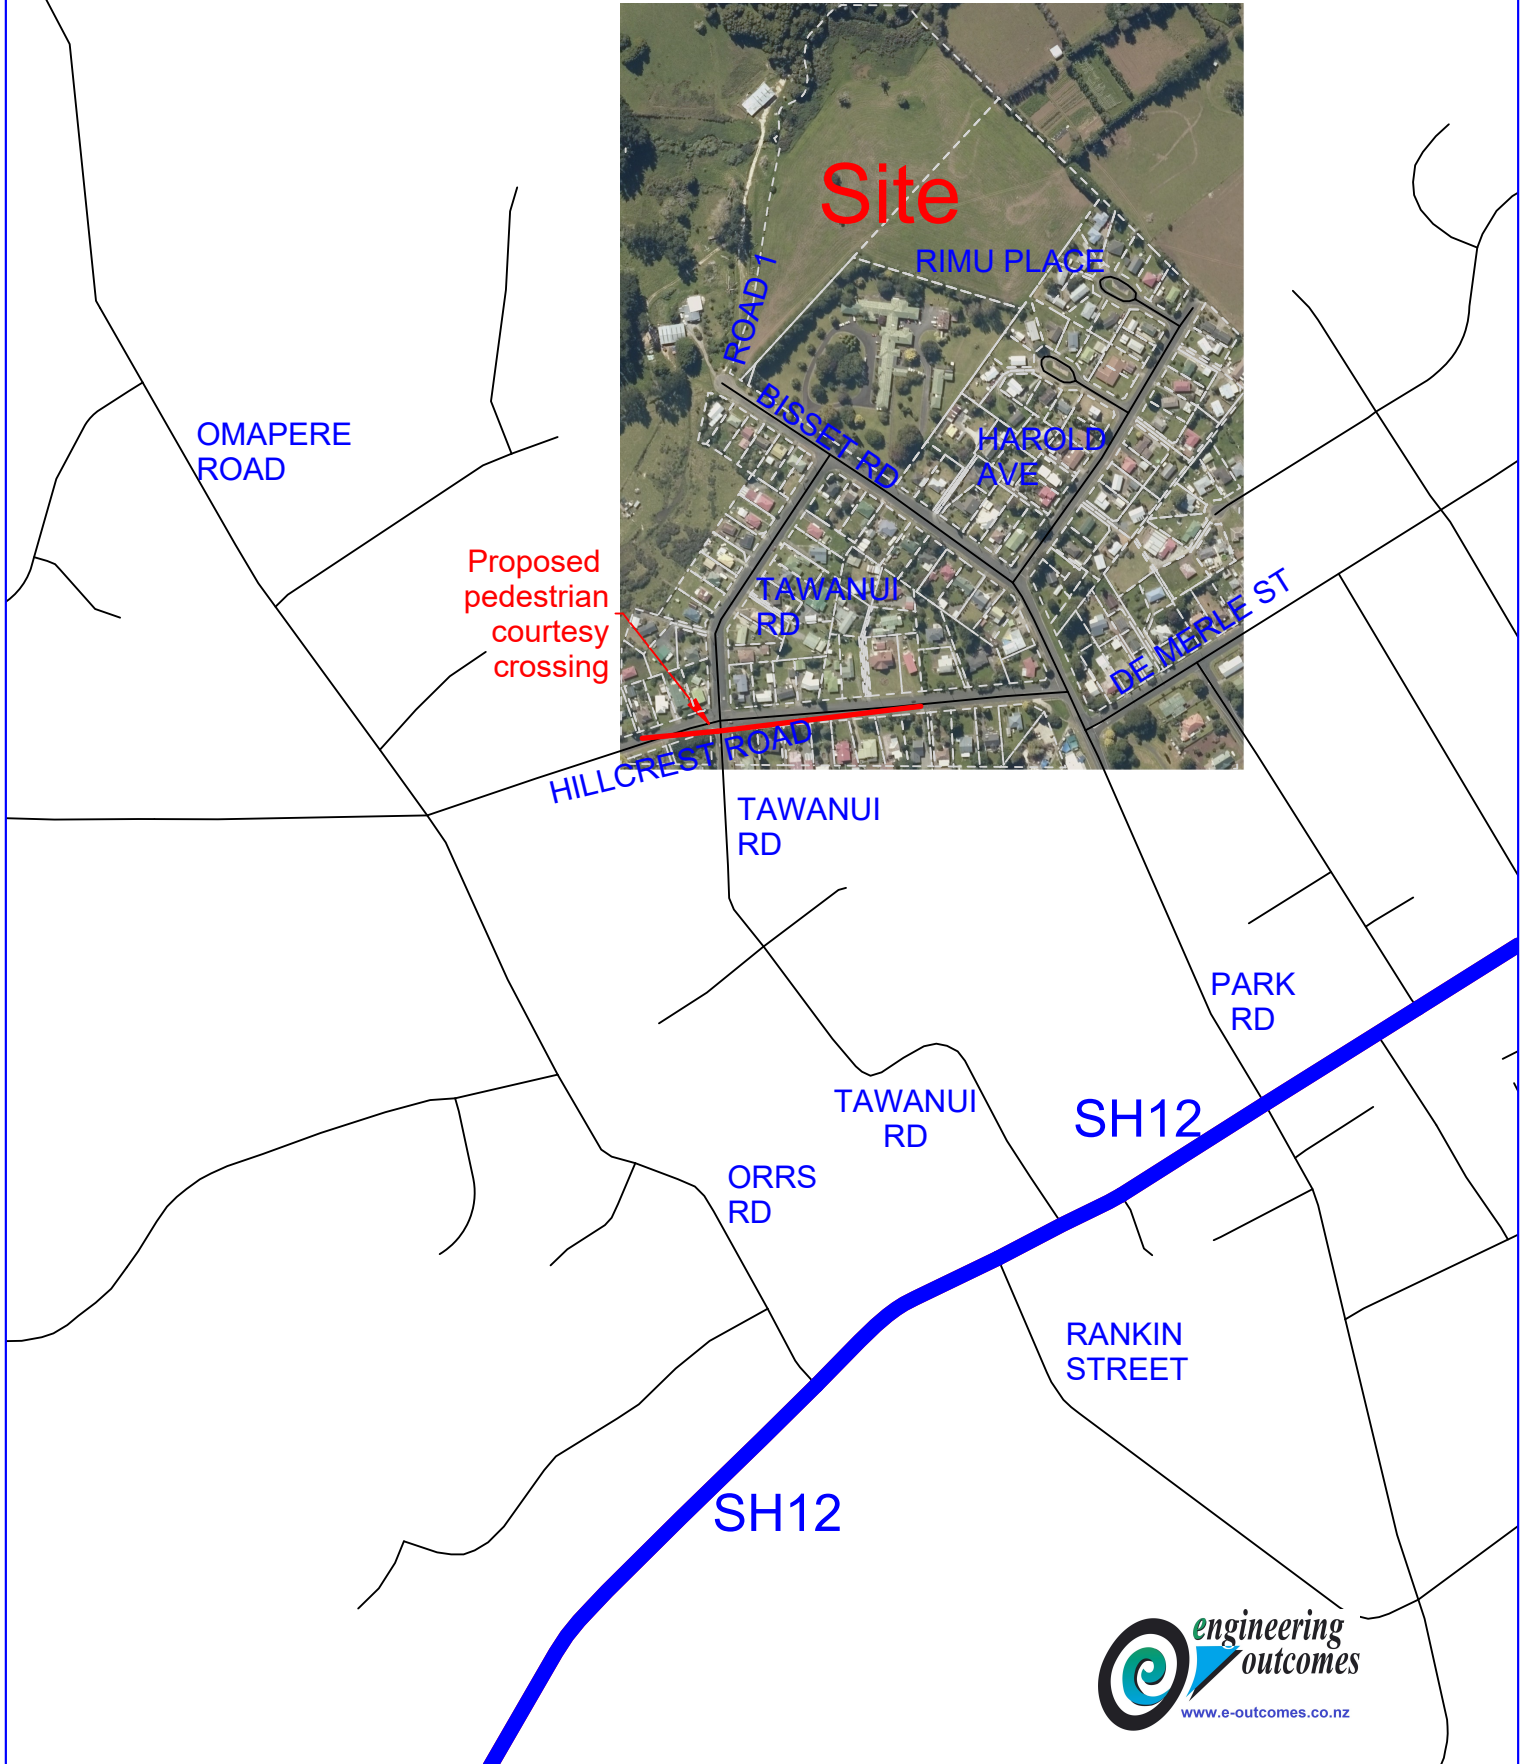 Site
RIMU PLACE
ROAD 1
BISSET RD
OMAPERE
ROAD
HAROLD
AVE
Proposed
pedestrian
courtesy
crossing
TAWANUI
RD
DE MERLE ST
HILLCREST ROAD
TAWANUI
RD
PARK
RD
TAWANUI
RD
SH12
ORRS
RD
RANKIN
STREET
SH12
engineering
outcomes
www.e-outcomes.co.nz